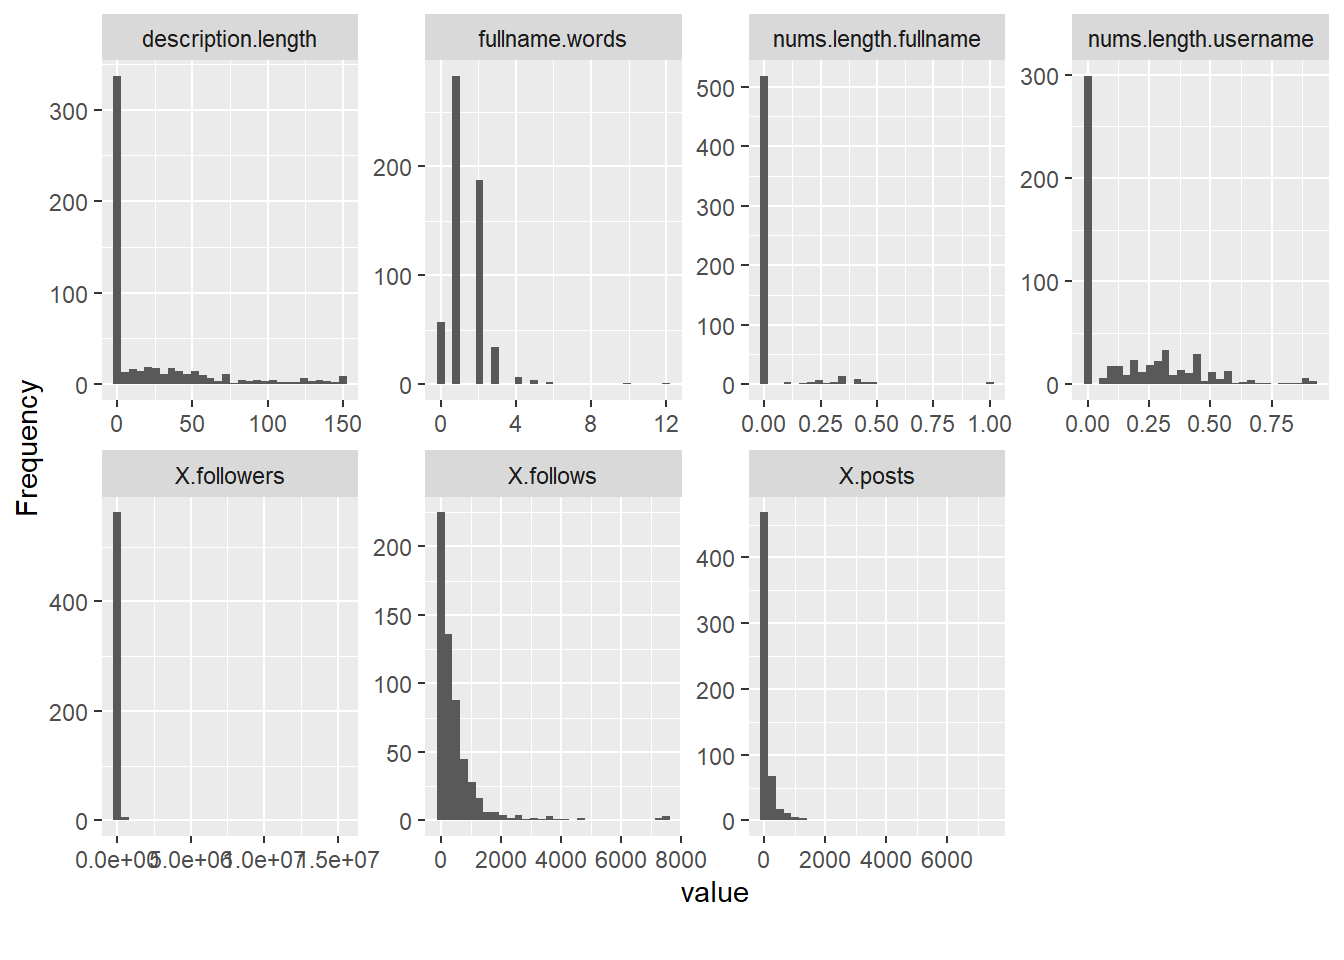 description.length fullname.words nums.length.fullname nums.length.username
300
200
100
0
200
100
0
500
400
300
200
100
0
300
200
100
0
0 50 100 150
0 4 8 12
0.00 0.25 0.50 0.75 1.00
0.00 0.25 0.50 0.75
Frequency
X.followers X.follows X.posts
400
200
0
200
150
100
50
0
400
300
200
100
0
0.0e+00 5.0e+06 1.0e+07 1.5e+07
0 2000 4000 6000 8000
0 2000 4000 6000
value